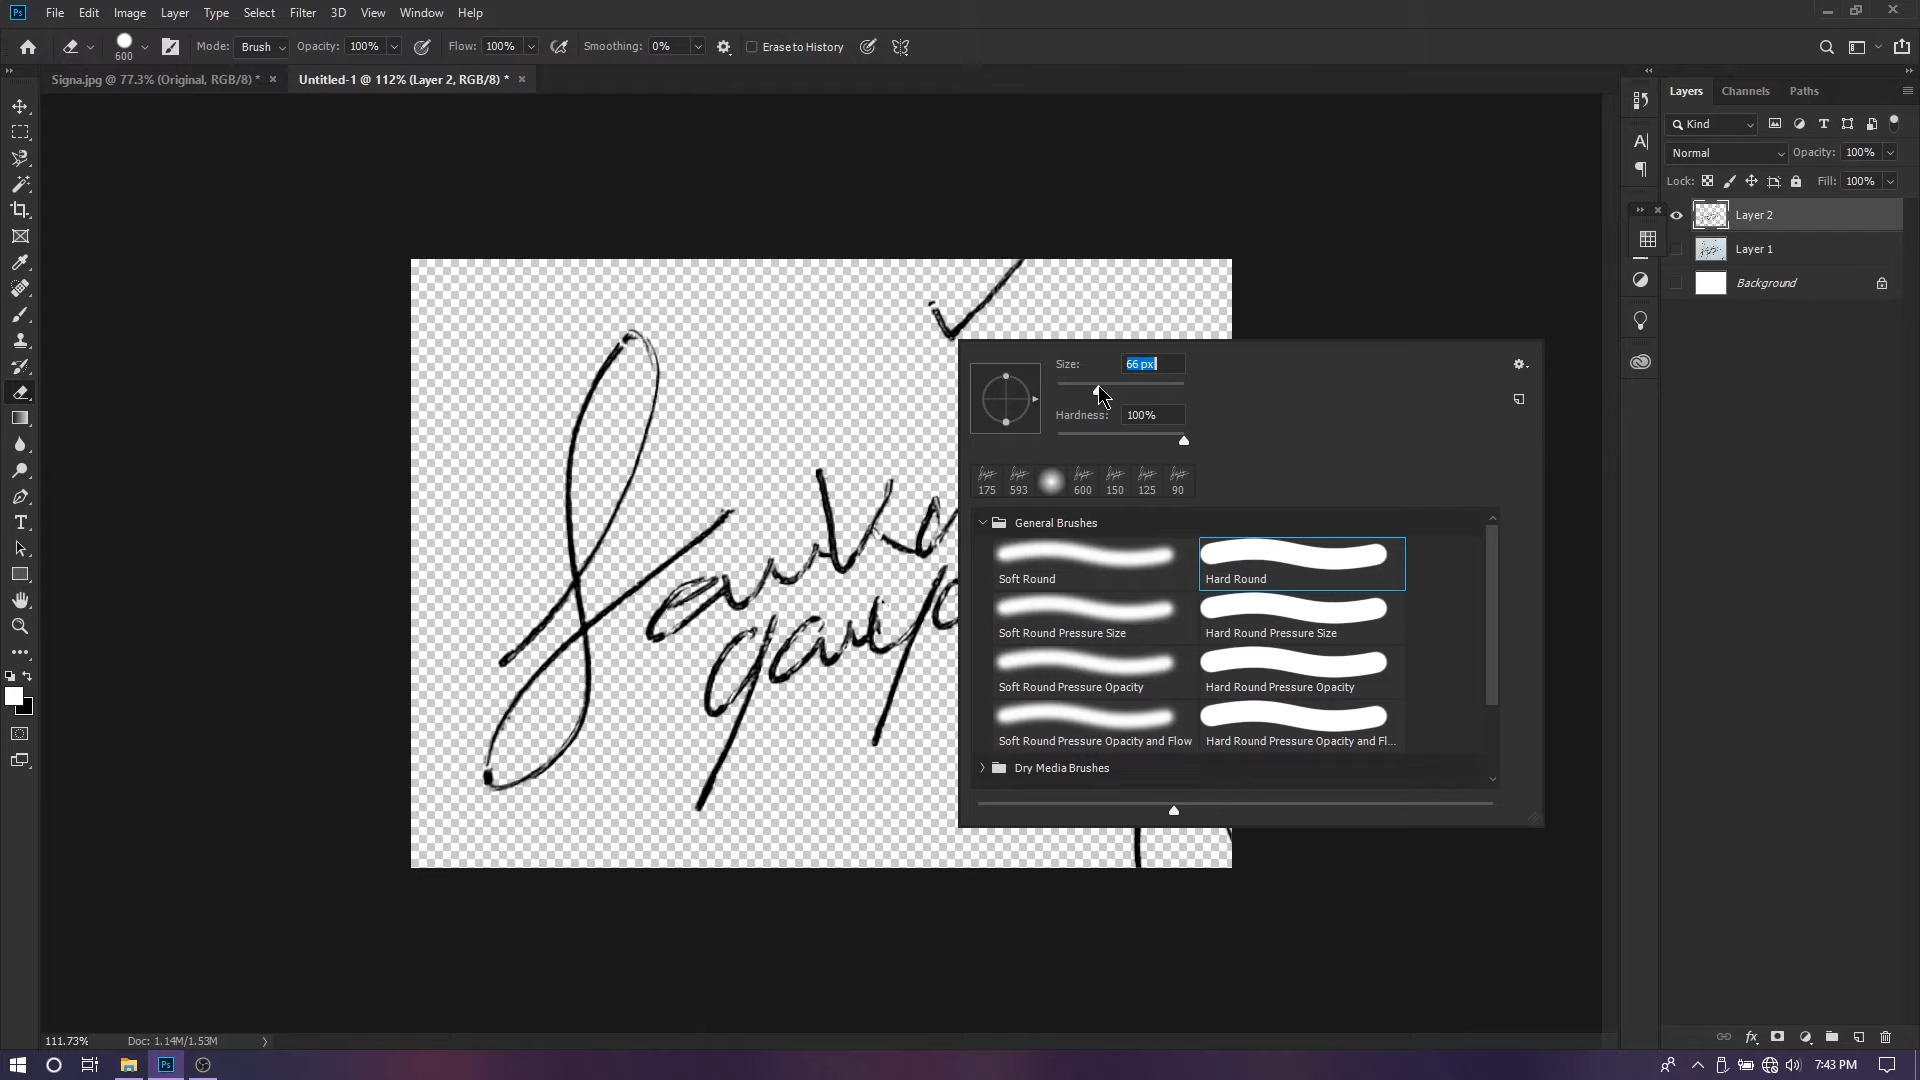 File Edit Image Layer Type Select Filter 3D View Window Help
600 Mode: Brush Opacity: 100% Flow: 100% Smoothing: 0% Erase to History
Signa.jpg @ 77.3% (Original, RGB/8) * × Untitled-1 @ 112% (Layer 2, RGB/8) * ×
Layers Channels Paths
Kind
Normal Opacity: 100%
Lock: Fill: 100%
Layer 2
Layer 1
Background
Size: 66 px
Hardness: 100%
175 593 600 150 125 90
General Brushes
Soft Round Hard Round
Soft Round Pressure Size Hard Round Pressure Size
Soft Round Pressure Opacity Hard Round Pressure Opacity
Soft Round Pressure Opacity and Flow Hard Round Pressure Opacity and Fl...
Dry Media Brushes
111.73% Doc: 1.14M/1.53M
7:43 PM